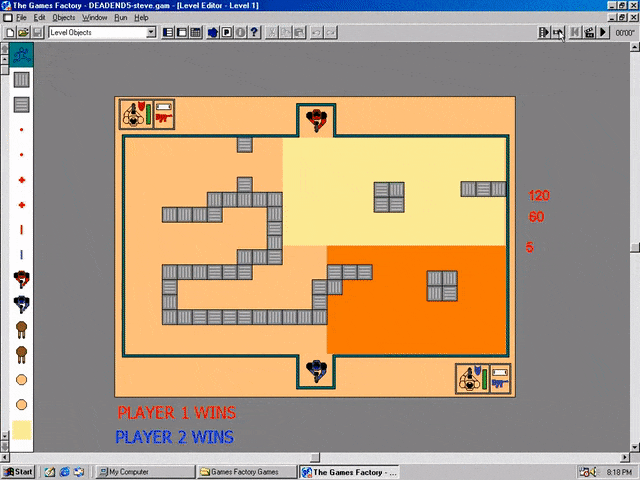 The Games Factory - DEADEND5-steve.gam - [Level Editor - Level 1]
File Edit Objects Window Run Help
Level Objects
00'00"
120
60
5
PLAYER 1 WINS
PLAYER 2 WINS
Start
My Computer
Games Factory Games
The Games Factory - ...
8:18 PM